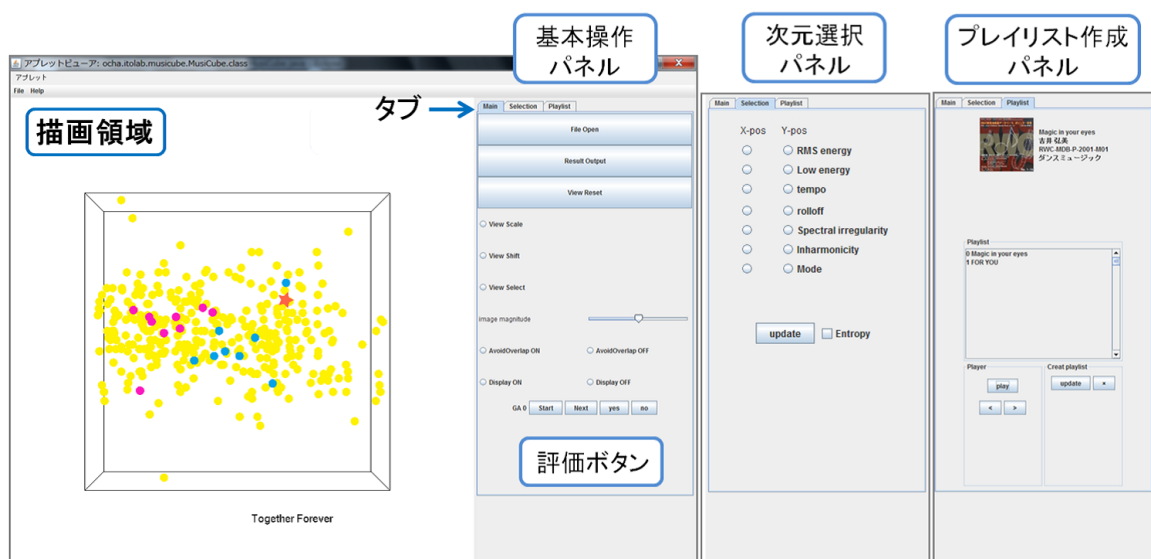 基本操作
パネル
次元選択
パネル
プレイリスト作成
パネル
アプレットビューア: ocha.itolab.musicube.MusiCube.class
アプレット
File Help
描画領域
タブ
Main Selection Playlist
File Open
Result Output
View Reset
View Scale
View Shift
View Select
image magnitude
AvoidOverlap ON AvoidOverlap OFF
Display ON Display OFF
GA 0 Start Next yes no
評価ボタン
Together Forever
Main Selection Playlist
X-pos Y-pos
RMS energy
Low energy
tempo
rolloff
Spectral irregularity
Inharmonicity
Mode
update Entropy
Main Selection Playlist
RWC
Magic in your eyes
吉井 弘美
RWC-MDB-P-2001-M01
ダンスミュージック
Playlist
0 Magic in your eyes
1 FOR YOU
Player Creat playlist
play update
< >